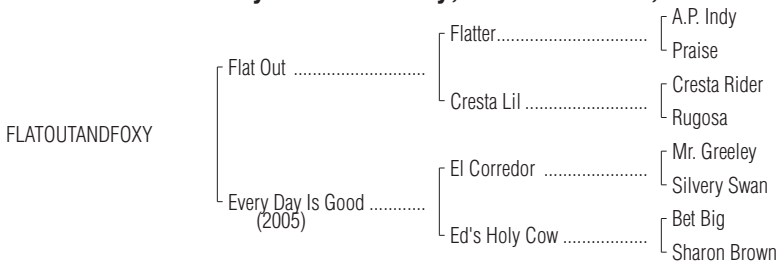 A.P. Indy
Flatter
Praise
Flat Out
Cresta Rider
Cresta Lil
Rugosa
FLATOUTANDFOXY
Mr. Greeley
El Corredor
Silvery Swan
Every Day Is Good
(2005)
Bet Big
Ed's Holy Cow
Sharon Brown